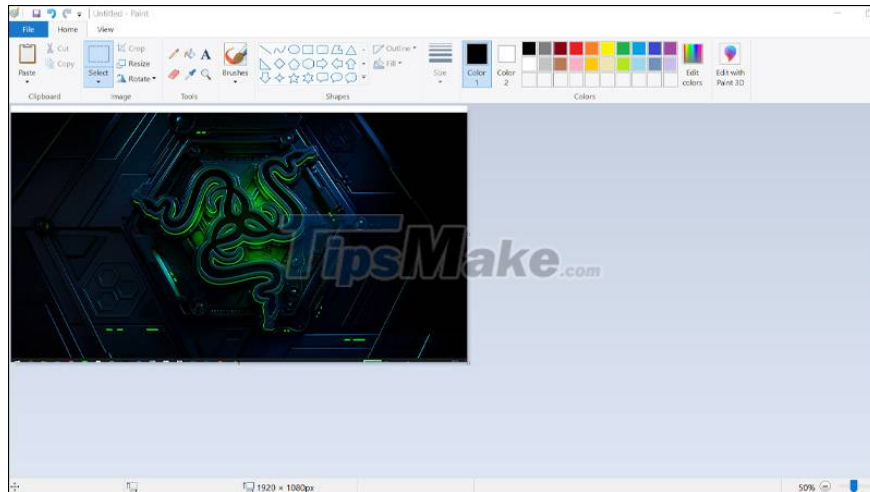 Untitled - Paint
File Home View
Paste
Cut
Copy
Select
Crop
Resize
Rotate
Brushes
Outline
Fill
Size
Color 1
Color 2
Edit colors
Edit with Paint 3D
Clipboard
Image
Tools
Shapes
Colors
TipsMake.com
1920 × 1080px
50%